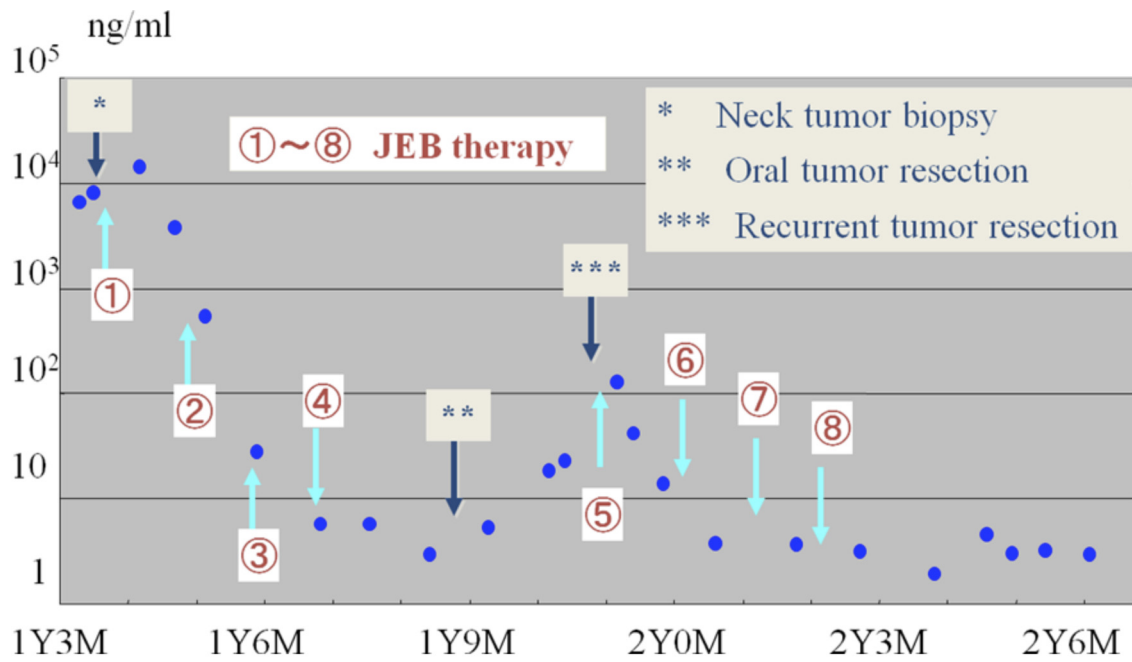 ng/ml
10⁵
*
①～⑧ JEB therapy
* Neck tumor biopsy
** Oral tumor resection
*** Recurrent tumor resection
10⁴
10³
***
①
10²
②
④
**
⑥
⑦
⑧
10
③
⑤
1
1Y3M 1Y6M 1Y9M 2Y0M 2Y3M 2Y6M